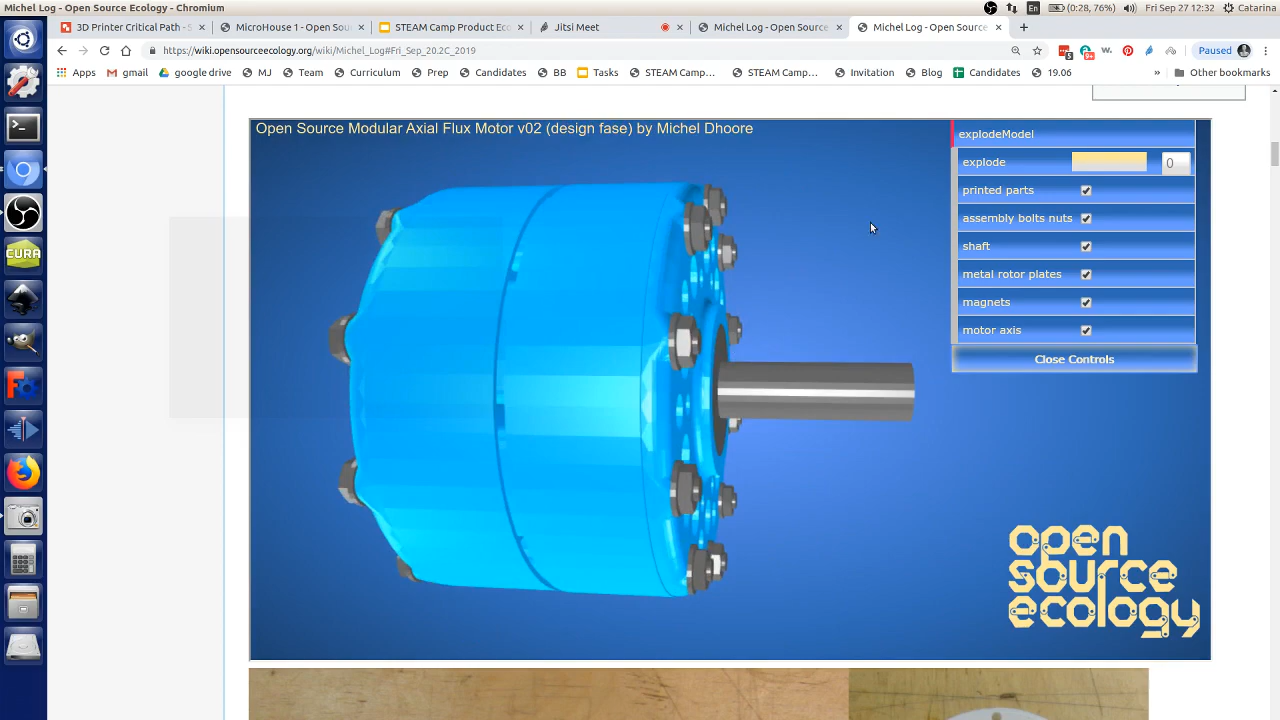 Michel Log - Open Source Ecology - Chromium
En
(0:28, 76%)
Fri Sep 27 12:32
Catarina
3D Printer Critical Path - S
MicroHouse 1 - Open Sou
STEAM Camp Product Ec
Jitsi Meet
Michel Log - Open Source
Michel Log - Open Source
https://wiki.opensourceecology.org/wiki/Michel_Log#Fri_Sep_20.2C_2019
5
9+
W.
Paused
Apps
gmail
google drive
MJ
Team
Curriculum
Prep
Candidates
BB
Tasks
STEAM Camp...
STEAM Camp...
Invitation
Blog
Candidates
19.06
»
Other bookmarks
Open Source Modular Axial Flux Motor v02 (design fase) by Michel Dhoore
explodeModel
explode
0
printed parts
assembly bolts nuts
shaft
metal rotor plates
magnets
motor axis
Close Controls
CURA
open
source
ecology